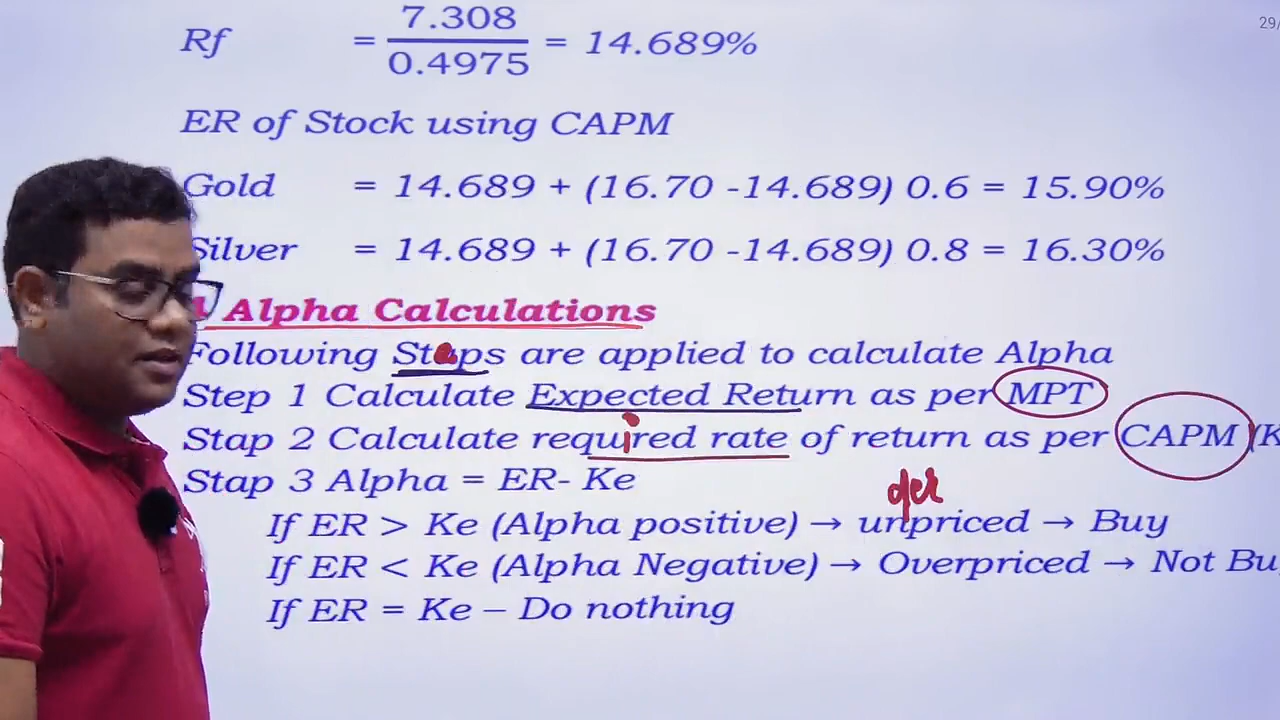 29/
Rf = 7.308 / 0.4975 = 14.689%
ER of Stock using CAPM
Gold = 14.689 + (16.70 -14.689) 0.6 = 15.90%
Silver = 14.689 + (16.70 -14.689) 0.8 = 16.30%
Alpha Calculations
Following Steps are applied to calculate Alpha
Step 1 Calculate Expected Return as per MPT
Stap 2 Calculate required rate of return as per CAPM (K
Stap 3 Alpha = ER- Ke
der
If ER > Ke (Alpha positive) → unpriced → Buy
If ER < Ke (Alpha Negative) → Overpriced → Not Bu
If ER = Ke – Do nothing